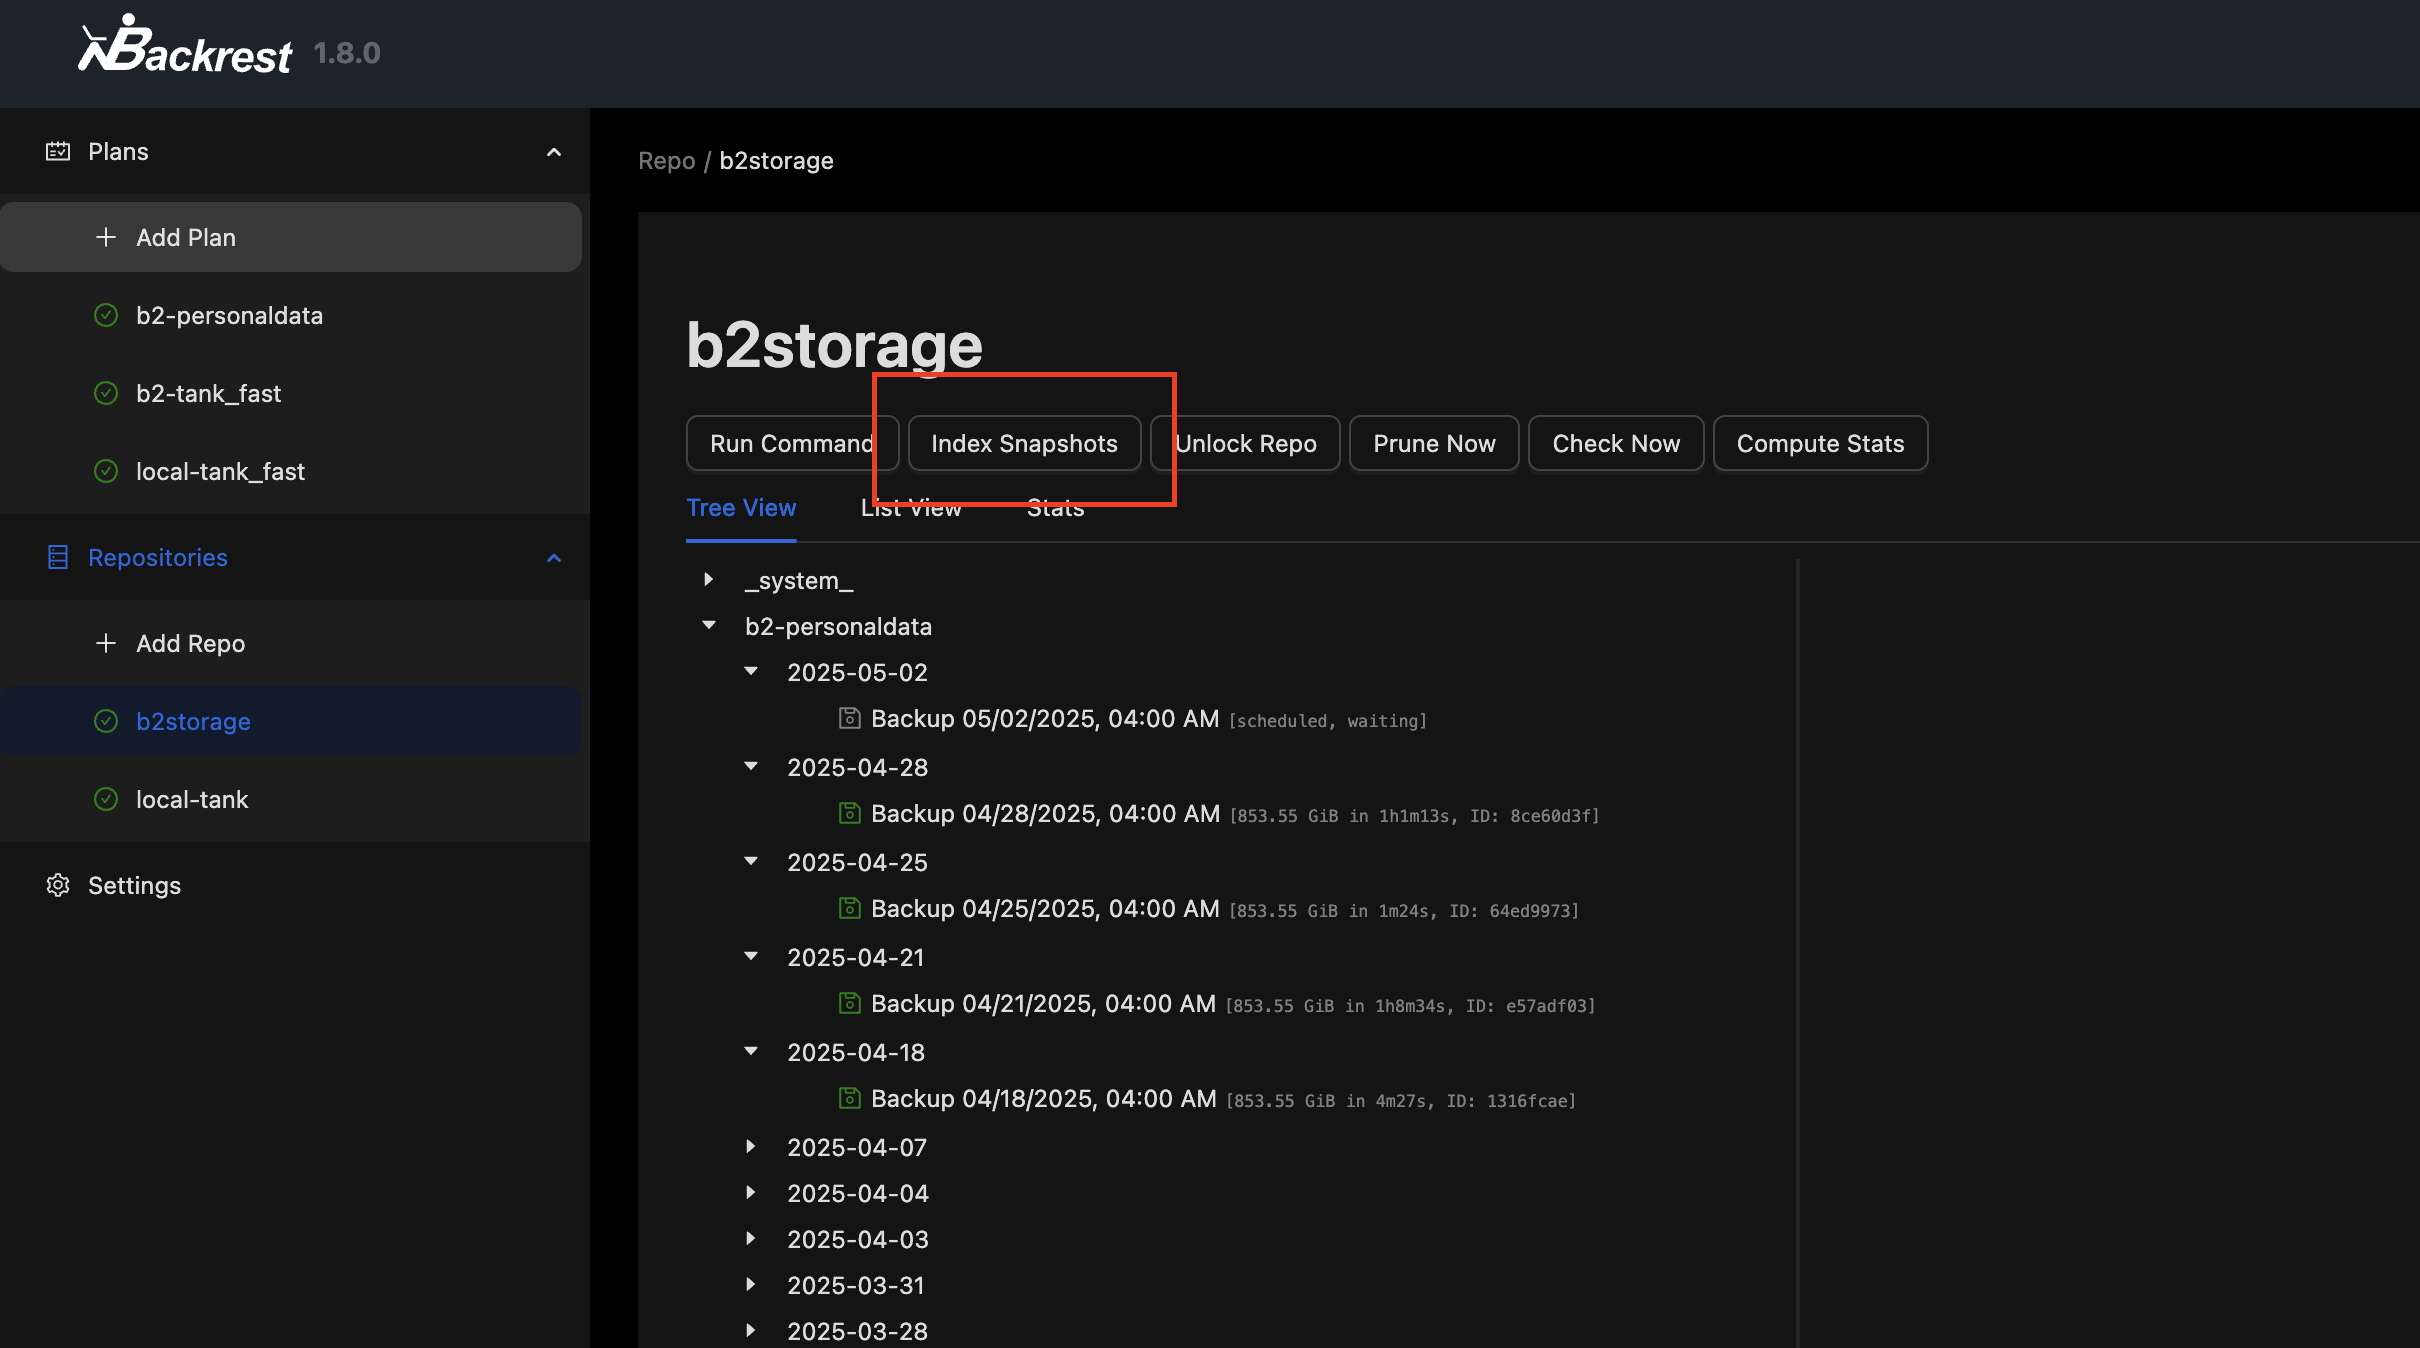 Backrest 1.8.0
Plans
Add Plan
b2-personaldata
b2-tank_fast
local-tank_fast
Repositories
Add Repo
b2storage
local-tank
Settings
Repo / b2storage
b2storage
Run Command Index Snapshots Unlock Repo Prune Now Check Now Compute Stats
Tree View List View Stats
_system_
b2-personaldata
2025-05-02
Backup 05/02/2025, 04:00 AM [scheduled, waiting]
2025-04-28
Backup 04/28/2025, 04:00 AM [853.55 GiB in 1h1m13s, ID: 8ce60d3f]
2025-04-25
Backup 04/25/2025, 04:00 AM [853.55 GiB in 1m24s, ID: 64ed9973]
2025-04-21
Backup 04/21/2025, 04:00 AM [853.55 GiB in 1h8m34s, ID: e57adf03]
2025-04-18
Backup 04/18/2025, 04:00 AM [853.55 GiB in 4m27s, ID: 1316fcae]
2025-04-07
2025-04-04
2025-04-03
2025-03-31
2025-03-28